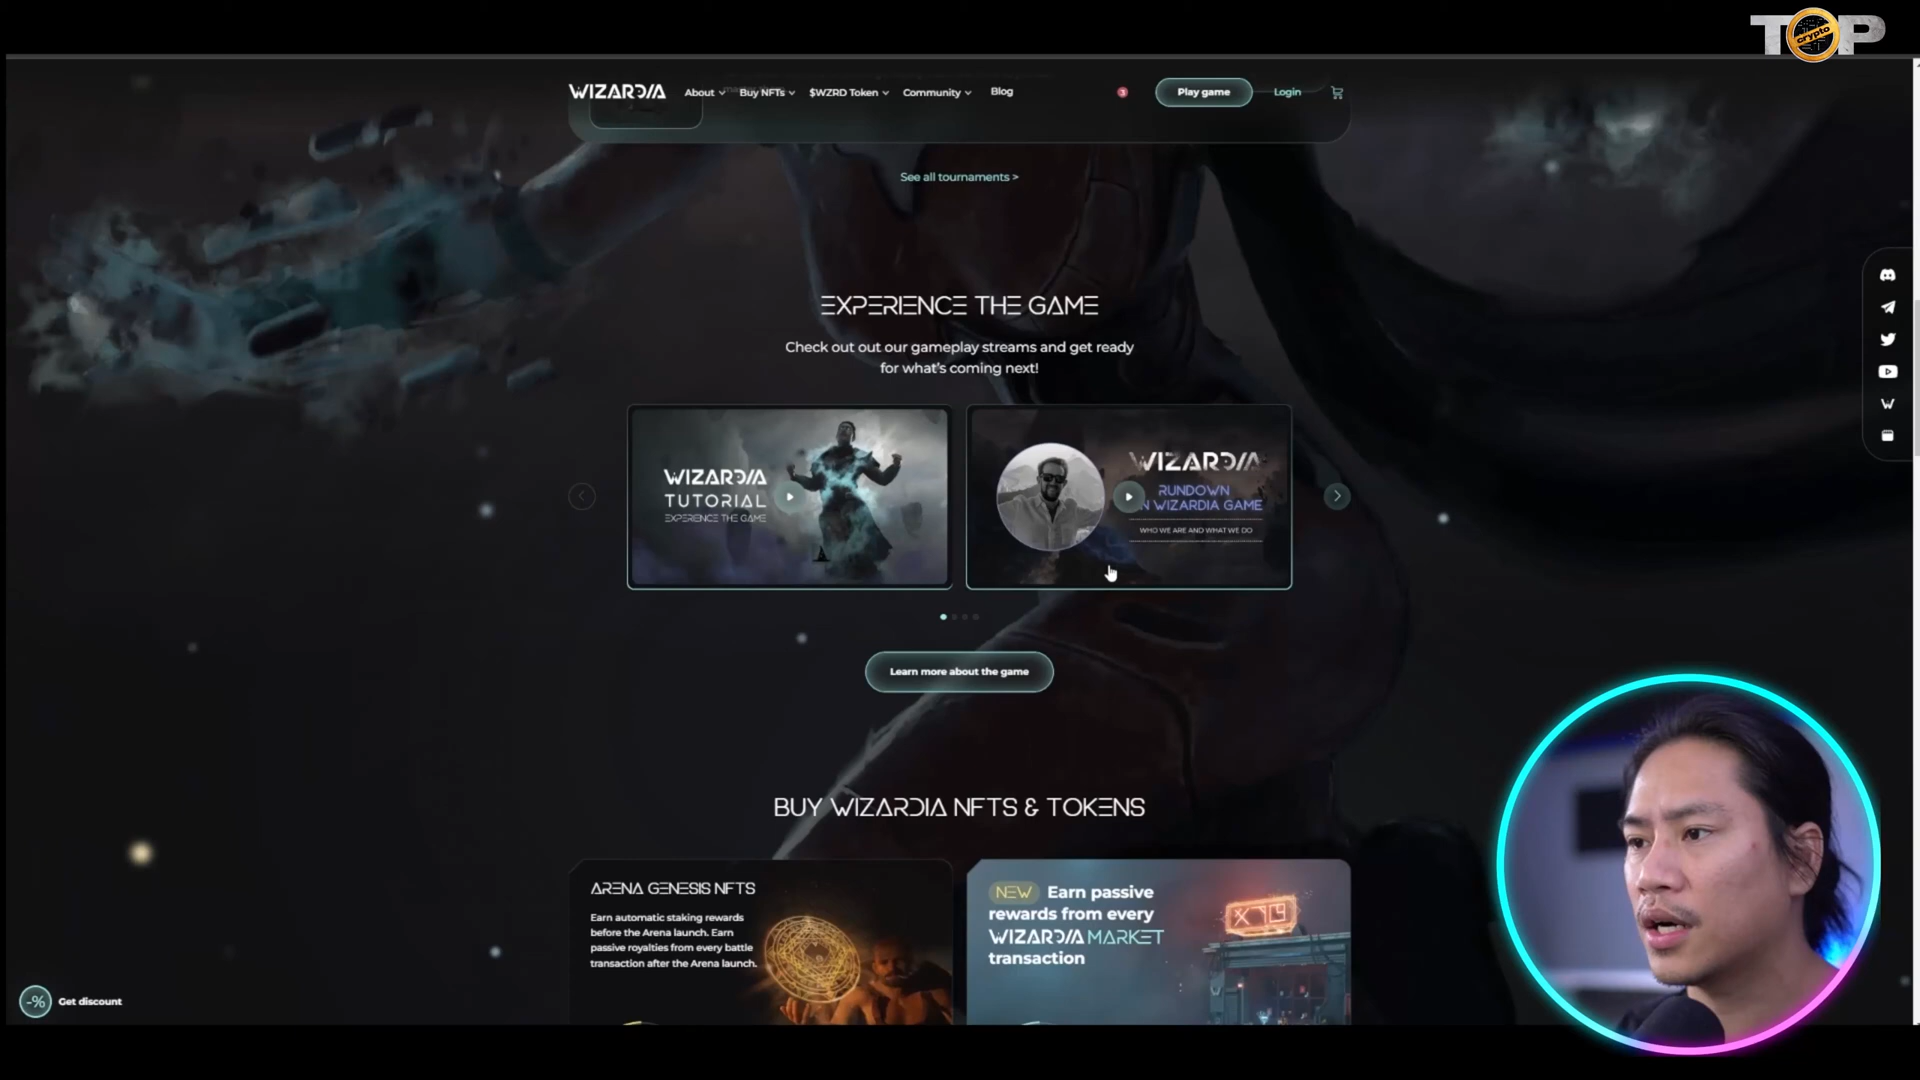 TOP
crypto
WIZARDIA
About
Buy NFTs
$WZRD Token
Community
Blog
3
Play game
Login
See all tournaments >
EXPERIENCE THE GAME
Check out out our gameplay streams and get ready
for what's coming next!
WIZARDIA
TUTORIAL
EXPERIENCE THE GAME
WIZARDIA
RUNDOWN
N WIZARDIA GAME
WHO WE ARE AND WHAT WE DO
Learn more about the game
BUY WIZARDIA NFTS & TOKENS
ARENA GENESIS NFTS
Earn automatic staking rewards
before the Arena launch. Earn
passive royalties from every battle
transaction after the Arena launch.
NEW Earn passive
rewards from every
WIZARDIA MARKET
transaction
-% Get discount